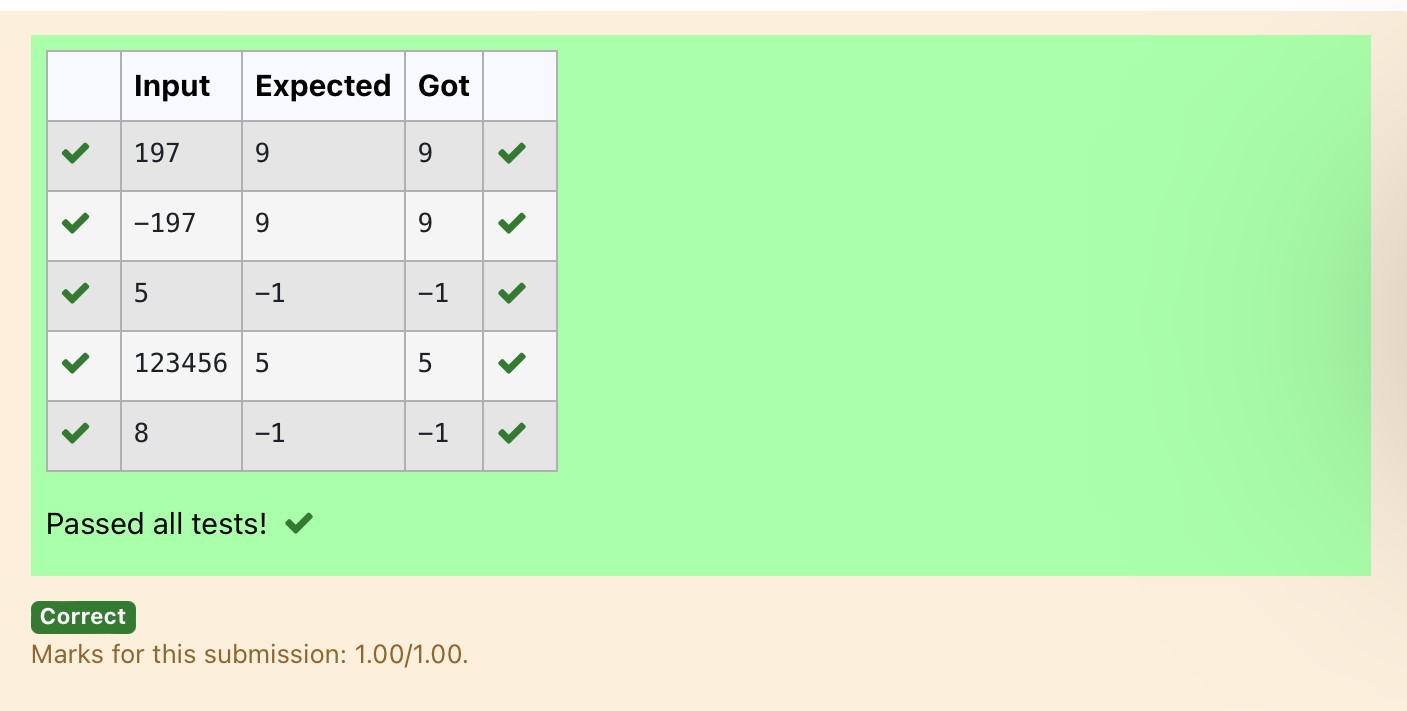 Input Expected Got
197 9 9
−197 9 9
5 −1 −1
123456 5 5
8 −1 −1
Passed all tests!
Correct
Marks for this submission: 1.00/1.00.